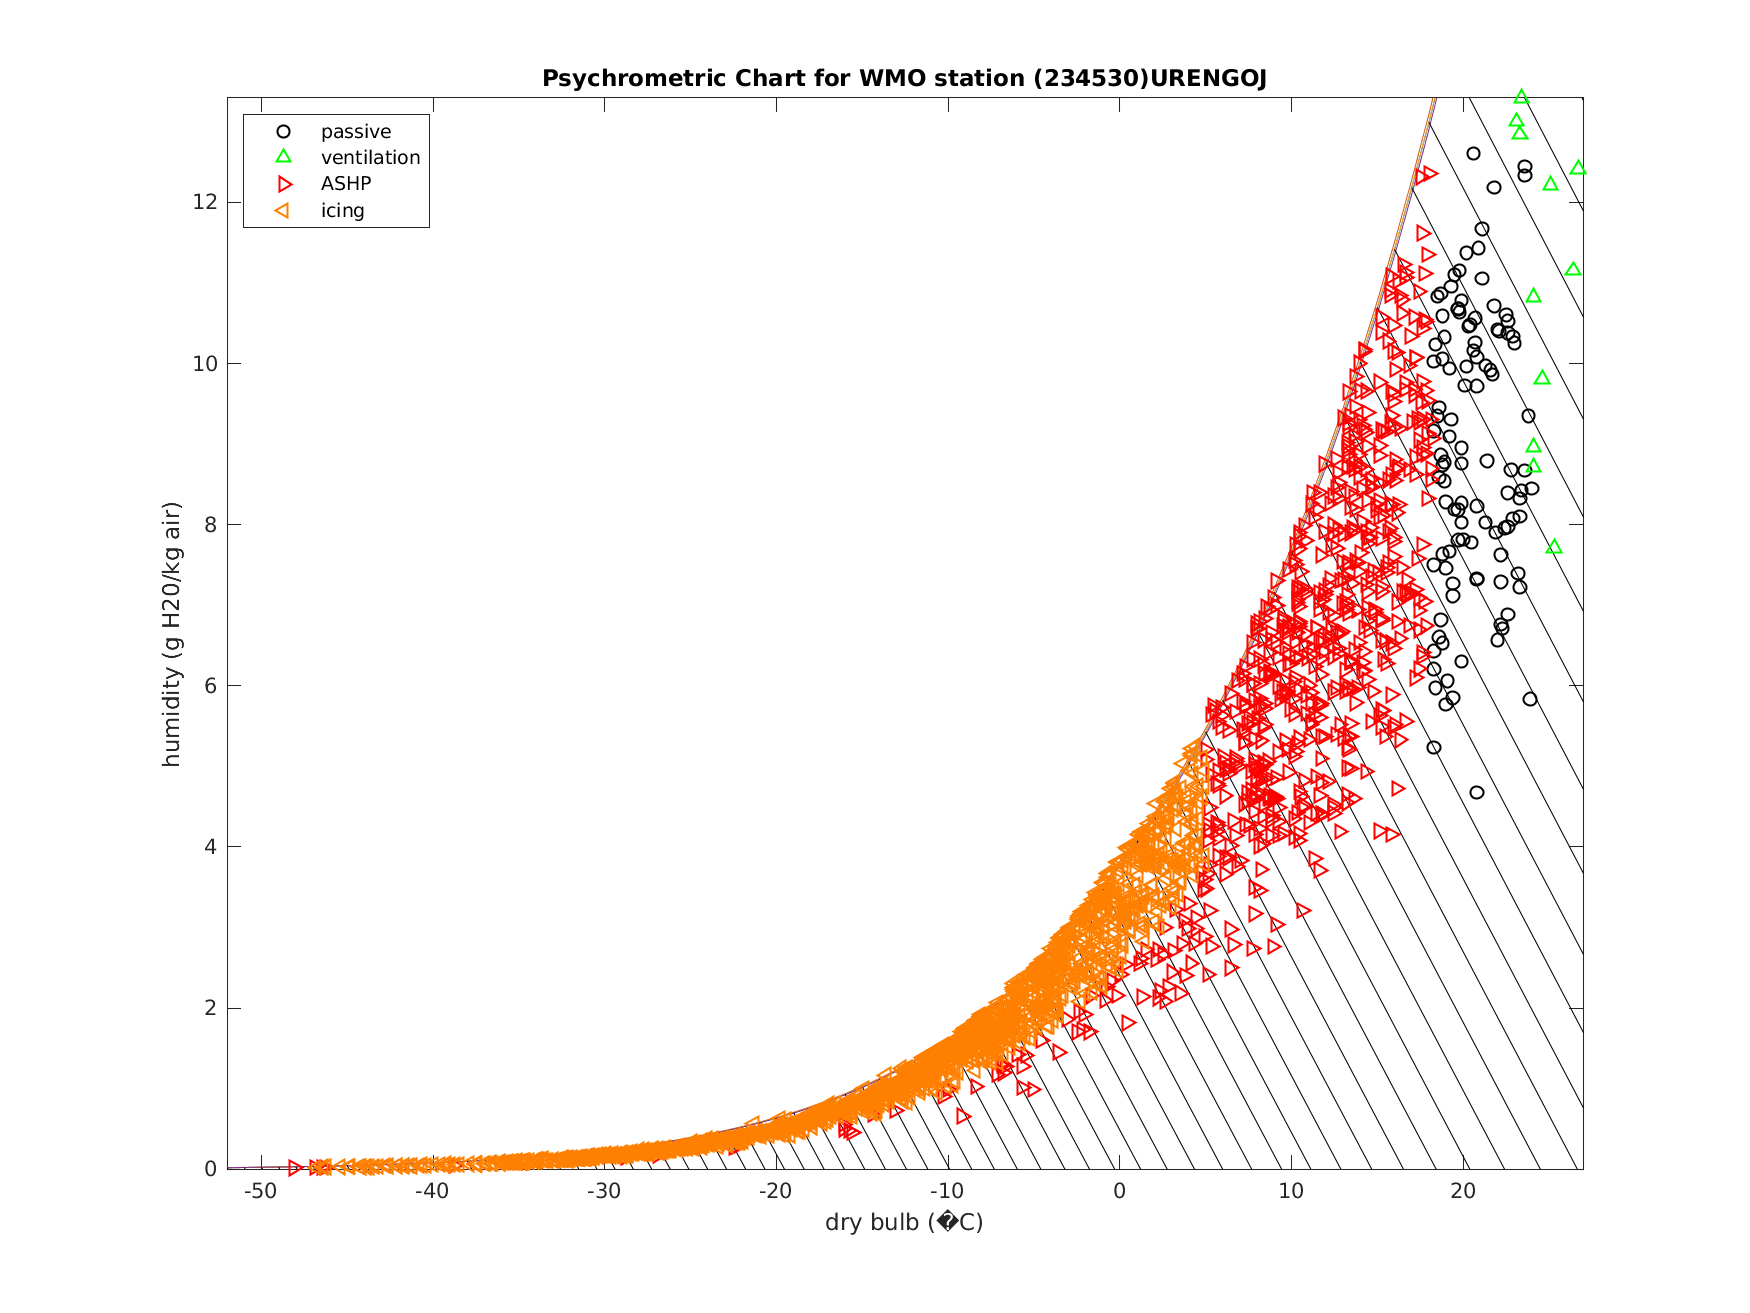 Psychrometric Chart for WMO station (234530)URENGOJ
passive
ventilation
ASHP
icing
humidity (g H20/kg air)
12
10
8
6
4
2
0
-50 -40 -30 -20 -10 0 10 20
dry bulb (�C)